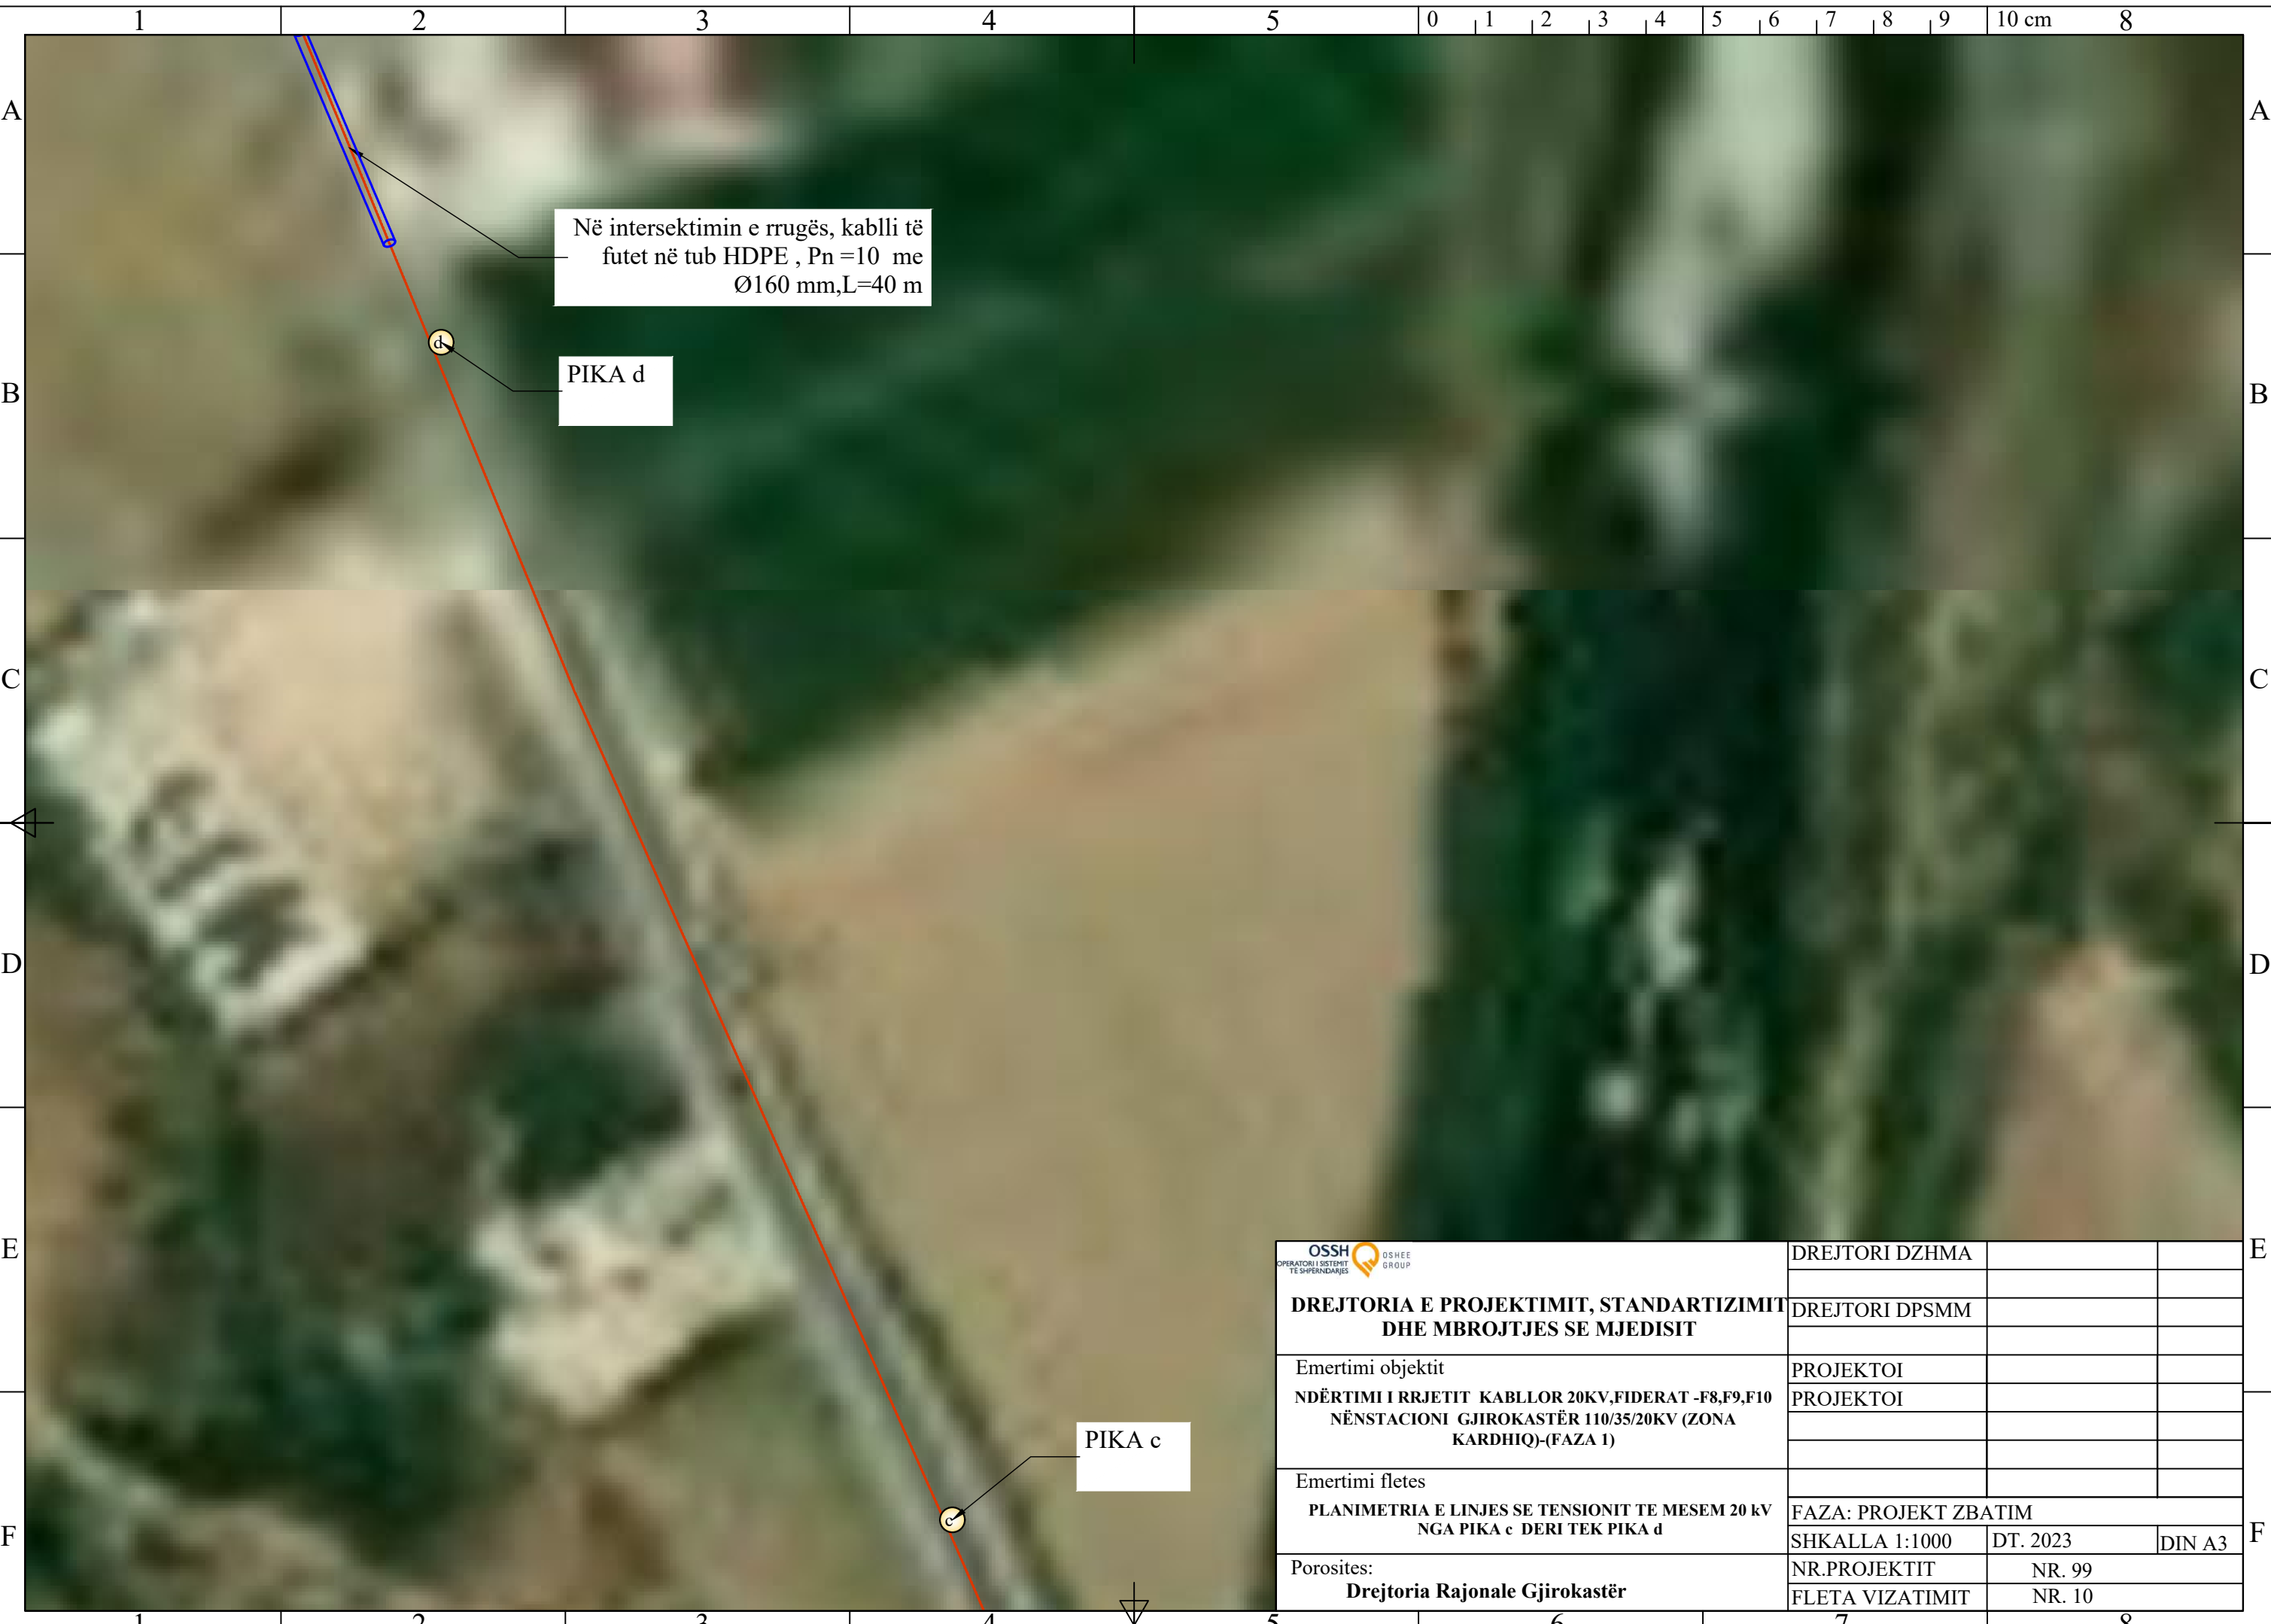 1 2 3 4 5 0 1 2 3 4 5 6 7 8 9 10 cm 8
A A
Në intersektimin e rrugës, kablli të
futet në tub HDPE , Pn =10 me
Ø160 mm,L=40 m
d
PIKA d
B B
C C
D D
E E
PIKA c
c
F F
OSSH
OPERATORI I SISTEMIT
TË SHPËRNDARJES
OSHEE
GROUP
DREJTORIA E PROJEKTIMIT, STANDARTIZIMIT
DHE MBROJTJES SE MJEDISIT
Emertimi objektit
NDËRTIMI I RRJETIT KABLLOR 20KV,FIDERAT -F8,F9,F10
NËNSTACIONI GJIROKASTËR 110/35/20KV (ZONA
KARDHIQ)-(FAZA 1)
Emertimi fletes
PLANIMETRIA E LINJES SE TENSIONIT TE MESEM 20 kV
NGA PIKA c DERI TEK PIKA d
Porosites:
Drejtoria Rajonale Gjirokastër
DREJTORI DZHMA
DREJTORI DPSMM
PROJEKTOI
PROJEKTOI
FAZA: PROJEKT ZBATIM
SHKALLA 1:1000 DT. 2023 DIN A3
NR.PROJEKTIT NR. 99
FLETA VIZATIMIT NR. 10
1 2 3 4 5 6 7 8